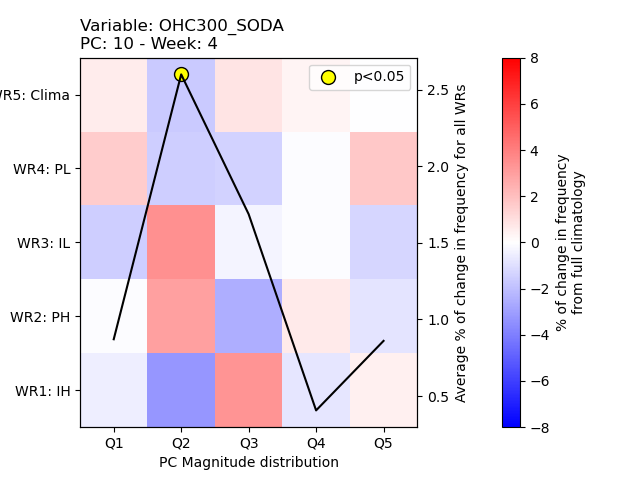 Variable: OHC300_SODA
PC: 10 - Week: 4
p<0.05
WR5: Clima
WR4: PL
WR3: IL
WR2: PH
WR1: IH
Q1 Q2 Q3 Q4 Q5
PC Magnitude distribution
2.5
2.0
1.5
1.0
0.5
Average % of change in frequency for all WRs
8
6
4
2
0
−2
−4
−6
−8
% of change in frequency
from full climatology